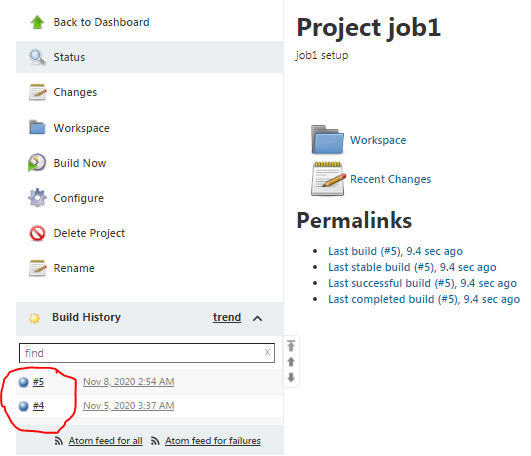 Back to Dashboard
Status
Changes
Workspace
Build Now
Configure
Delete Project
Rename
Build History trend
find x
#5 Nov 8, 2020 2:54 AM
#4 Nov 5, 2020 3:37 AM
Atom feed for all Atom feed for failures
Project job1
job1 setup
Workspace
Recent Changes
Permalinks
Last build (#5), 9.4 sec ago
Last stable build (#5), 9.4 sec ago
Last successful build (#5), 9.4 sec ago
Last completed build (#5), 9.4 sec ago